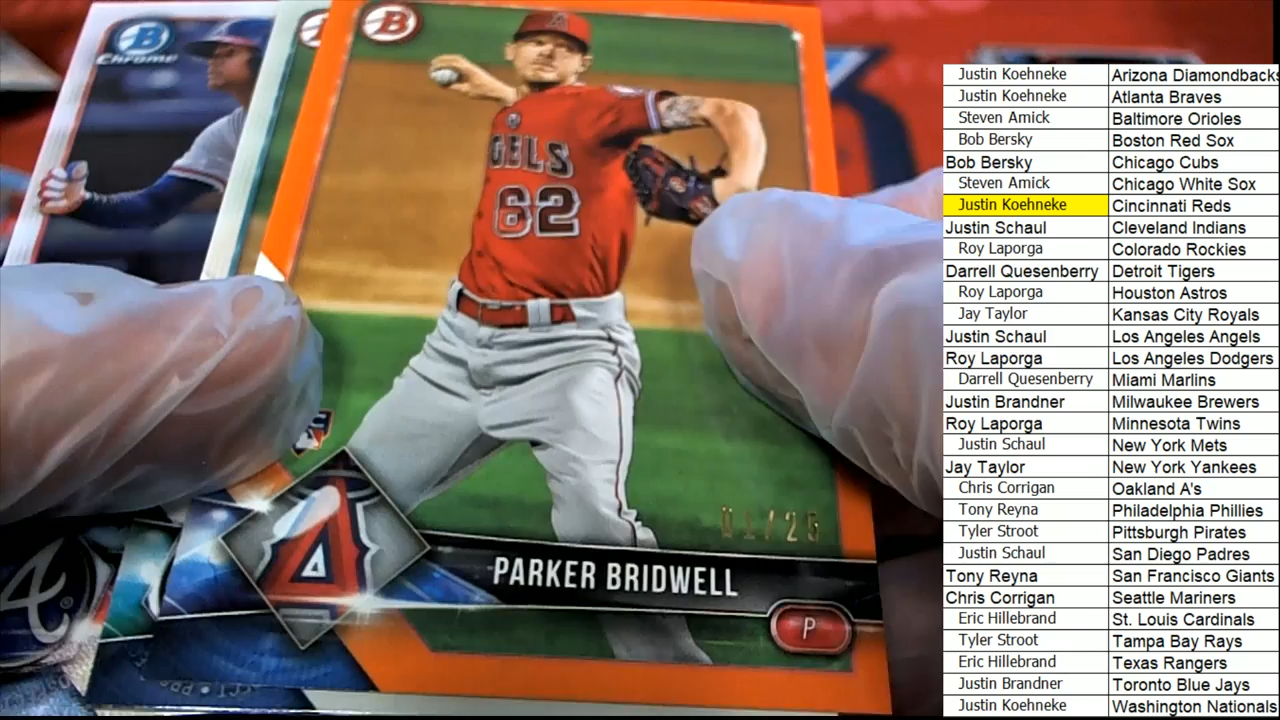 B
Chrome
B
GELS
62
A
01/25
PARKER BRIDWELL
P
Justin Koehneke Arizona Diamondbacks
Justin Koehneke Atlanta Braves
Steven Amick Baltimore Orioles
Bob Bersky Boston Red Sox
Bob Bersky Chicago Cubs
Steven Amick Chicago White Sox
Justin Koehneke Cincinnati Reds
Justin Schaul Cleveland Indians
Roy Laporga Colorado Rockies
Darrell Quesenberry Detroit Tigers
Roy Laporga Houston Astros
Jay Taylor Kansas City Royals
Justin Schaul Los Angeles Angels
Roy Laporga Los Angeles Dodgers
Darrell Quesenberry Miami Marlins
Justin Brandner Milwaukee Brewers
Roy Laporga Minnesota Twins
Justin Schaul New York Mets
Jay Taylor New York Yankees
Chris Corrigan Oakland A's
Tony Reyna Philadelphia Phillies
Tyler Stroot Pittsburgh Pirates
Justin Schaul San Diego Padres
Tony Reyna San Francisco Giants
Chris Corrigan Seattle Mariners
Eric Hillebrand St. Louis Cardinals
Tyler Stroot Tampa Bay Rays
Eric Hillebrand Texas Rangers
Justin Brandner Toronto Blue Jays
Justin Koehneke Washington Nationals